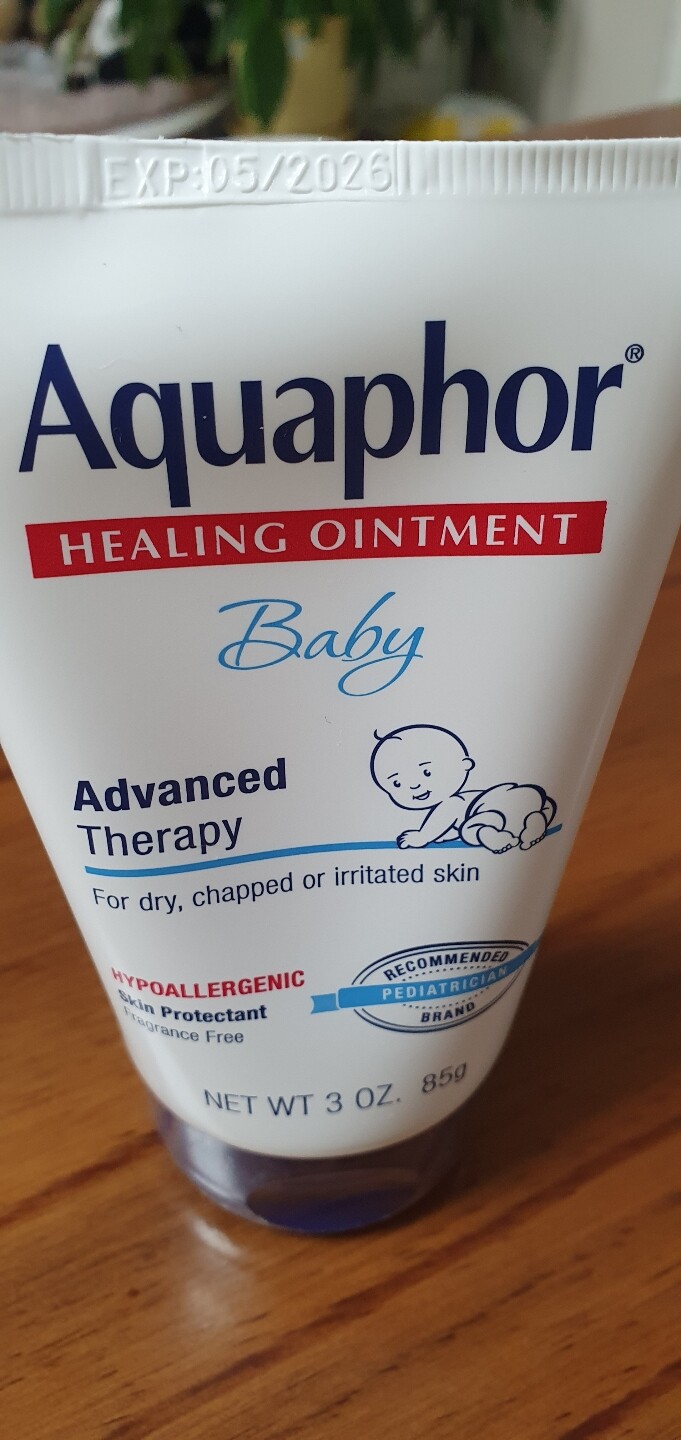 EXP:05/2026
Aquaphor®
HEALING OINTMENT
Baby
Advanced
Therapy
For dry, chapped or irritated skin
HYPOALLERGENIC
Skin Protectant
Fragrance Free
RECOMMENDED
PEDIATRICIAN
BRAND
NET WT 3 OZ. 85g